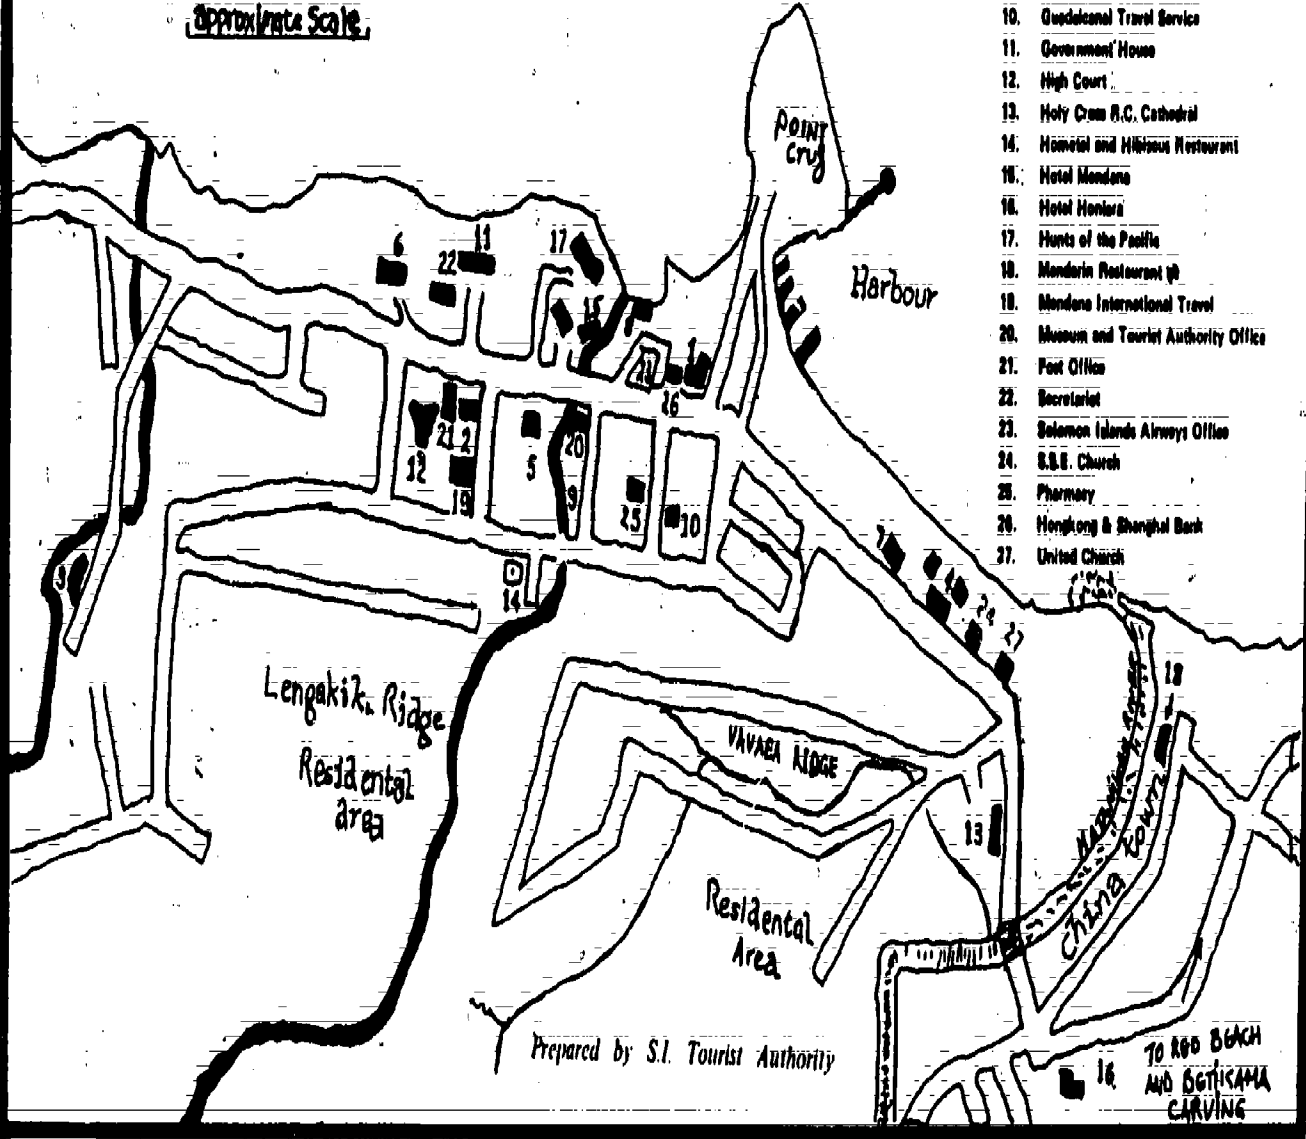 approximate Scale
10. Guadalcanal Travel Service
11. Government House
12. High Court
13. Holy Cross R.C. Cathedral
14. Hometel and Hibiscus Restaurant
15. Hotel Mendana
16. Hotel Honiara
17. Hunts of the Pacific
18. Mandarin Restaurant
19. Mendana International Travel
20. Museum and Tourist Authority Office
21. Post Office
22. Secretariat
23. Solomon Islands Airways Office
24. S.S.E. Church
25. Pharmacy
26. Hongkong & Shanghai Bank
27. United Church
POINT
Cruz
Harbour
6
22
11
17
15
1
26
12
21
2
19
5
20
9
25
10
3
14
7
27
18
Lengakiki Ridge
Residental
area
VAVAEA RIDGE
13
China town
Residental
Area
Prepared by S.I. Tourist Authority
16
TO RED BEACH
AND BETIKAMA
CARVING